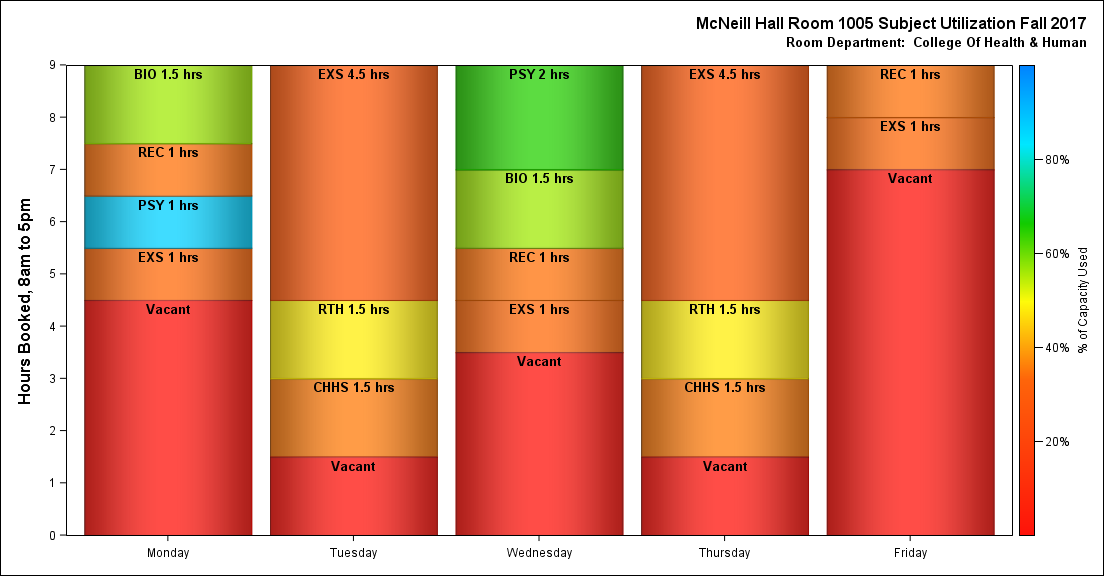 McNeill Hall Room 1005 Subject Utilization Fall 2017
Room Department: College Of Health & Human
Hours Booked, 8am to 5pm
9
8
7
6
5
4
3
2
1
0
BIO 1.5 hrs
REC 1 hrs
PSY 1 hrs
EXS 1 hrs
Vacant
Monday
EXS 4.5 hrs
RTH 1.5 hrs
CHHS 1.5 hrs
Vacant
Tuesday
PSY 2 hrs
BIO 1.5 hrs
REC 1 hrs
EXS 1 hrs
Vacant
Wednesday
EXS 4.5 hrs
RTH 1.5 hrs
CHHS 1.5 hrs
Vacant
Thursday
REC 1 hrs
EXS 1 hrs
Vacant
Friday
80%
60%
40%
20%
% of Capacity Used